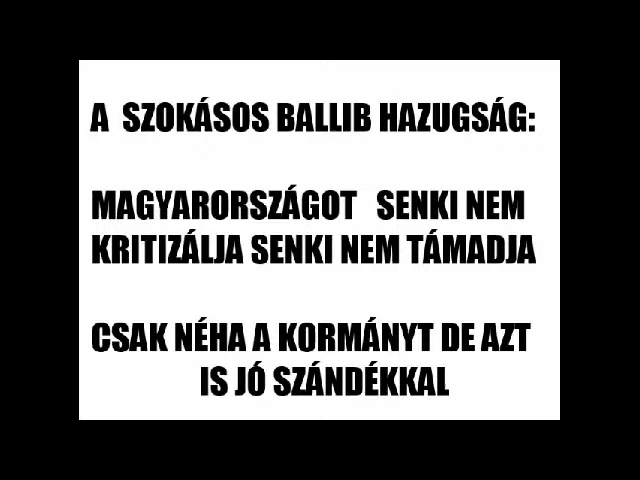 A SZOKÁSOS BALLIB HAZUGSÁG:
MAGYARORSZÁGOT SENKI NEM
KRITIZÁLJA SENKI NEM TÁMADJA
CSAK NÉHA A KORMÁNYT DE AZT
IS JÓ SZÁNDÉKKAL